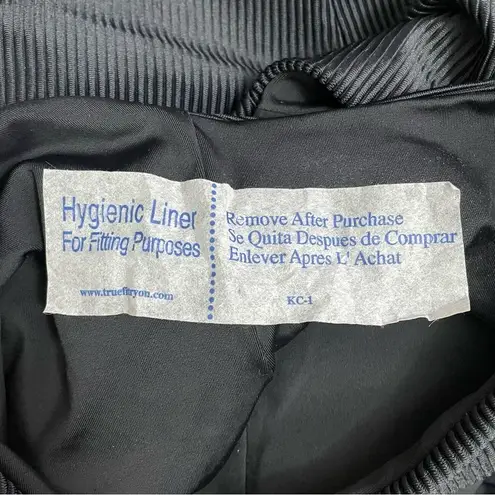 Hygienic Liner
For Fitting Purposes
www.truefitryon.com
Remove After Purchase
Se Quita Despues de Comprar
Enlever Apres L' Achat
KC-1